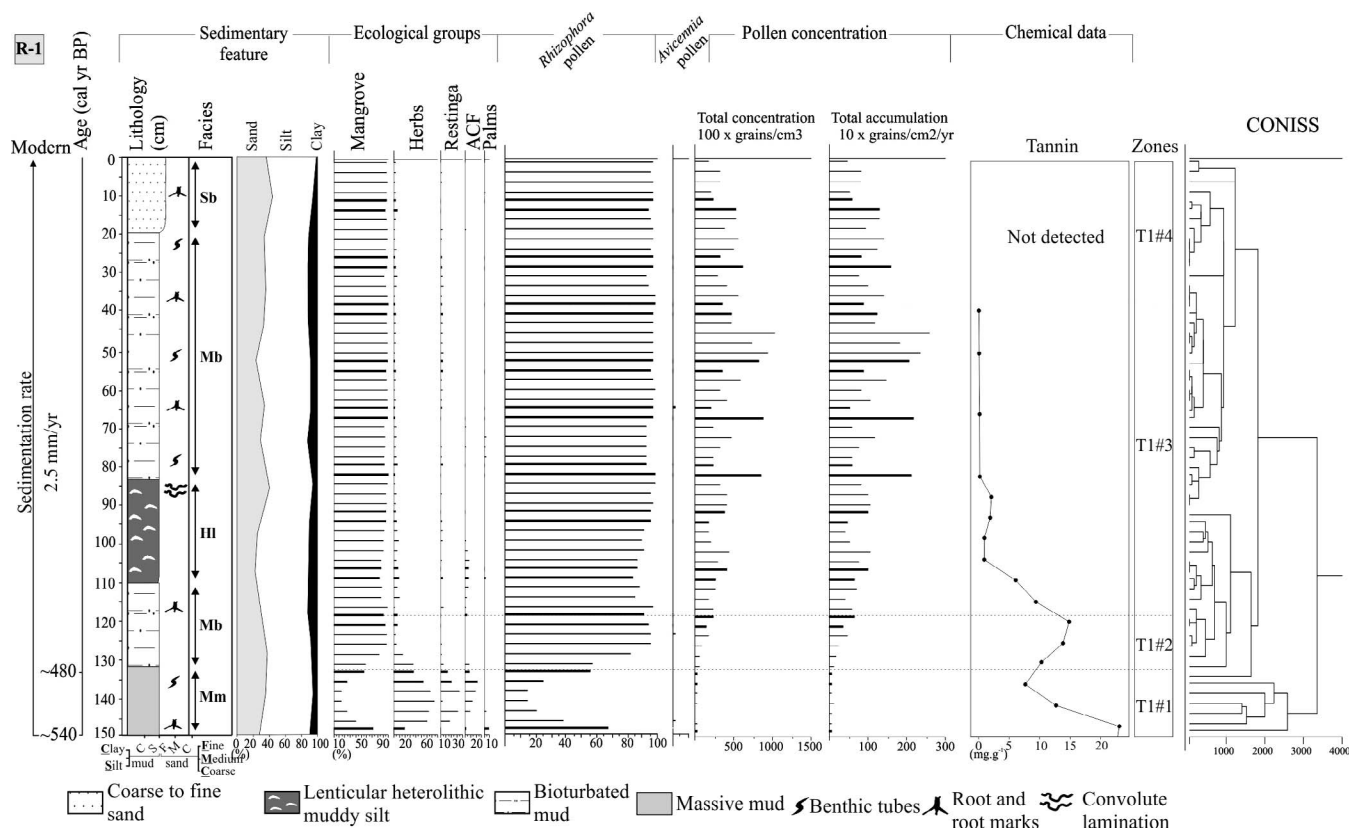 R-1
Age (cal yr BP)
Sedimentary
feature
Ecological groups
Rhizophora
pollen
Avicennia
pollen
Pollen concentration
Chemical data
Modern
Sedimentation rate
2.5 mm/yr
~480
~540
Lithology
(cm)
Facies
Sand
Silt
Clay
Mangrove
Herbs
Restinga
ACF
Palms
Total concentration
100 x grains/cm3
Total accumulation
10 x grains/cm2/yr
Tannin
Zones
CONISS
0
10
20
30
40
50
60
70
80
90
100
110
120
130
140
150
Sb
Mb
Hl
Mb
Mm
Not detected
T1#4
T1#3
T1#2
T1#1
Clay
Silt
C S F M C
mud
sand
Fine
Medium
Coarse
0 20 40 60 80 100
(%)
10 50 90
(%)
10 60
10 30
10 20
10
0 20 40 60 80 100
500 1000 1500
100 200 300
0 5 10 15 20
(mg.g-1)
0 1000 2000 3000 4000
Coarse to fine
sand
Lenticular heterolithic
muddy silt
Bioturbated
mud
Massive mud
Benthic tubes
Root and
root marks
Convolute
lamination